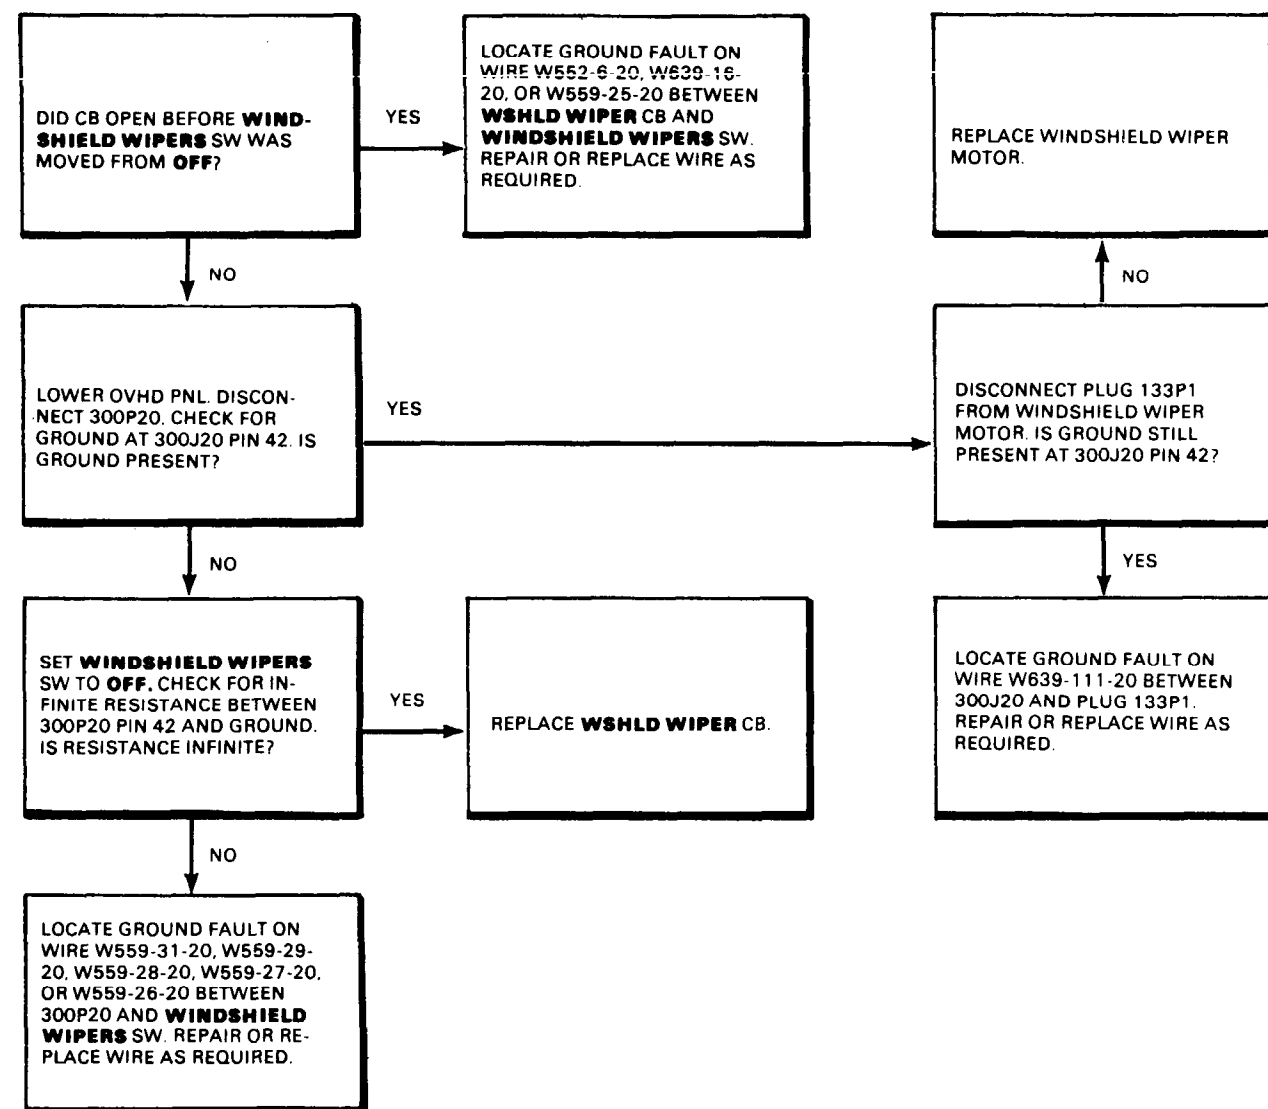 DID CB OPEN BEFORE WIND-
SHIELD WIPERS SW WAS
MOVED FROM OFF?
YES
LOCATE GROUND FAULT ON
WIRE W552-6-20, W639-16-
20, OR W559-25-20 BETWEEN
WSHLD WIPER CB AND
WINDSHIELD WIPERS SW.
REPAIR OR REPLACE WIRE AS
REQUIRED.
REPLACE WINDSHIELD WIPER
MOTOR.
NO
NO
LOWER OVHD PNL. DISCON-
NECT 300P20. CHECK FOR
GROUND AT 300J20 PIN 42. IS
GROUND PRESENT?
YES
DISCONNECT PLUG 133P1
FROM WINDSHIELD WIPER
MOTOR. IS GROUND STILL
PRESENT AT 300J20 PIN 42?
NO
YES
SET WINDSHIELD WIPERS
SW TO OFF. CHECK FOR IN-
FINITE RESISTANCE BETWEEN
300P20 PIN 42 AND GROUND.
IS RESISTANCE INFINITE?
YES
REPLACE WSHLD WIPER CB.
LOCATE GROUND FAULT ON
WIRE W639-111-20 BETWEEN
300J20 AND PLUG 133P1.
REPAIR OR REPLACE WIRE AS
REQUIRED.
NO
LOCATE GROUND FAULT ON
WIRE W559-31-20, W559-29-
20, W559-28-20, W559-27-20,
OR W559-26-20 BETWEEN
300P20 AND WINDSHIELD
WIPERS SW. REPAIR OR RE-
PLACE WIRE AS REQUIRED.